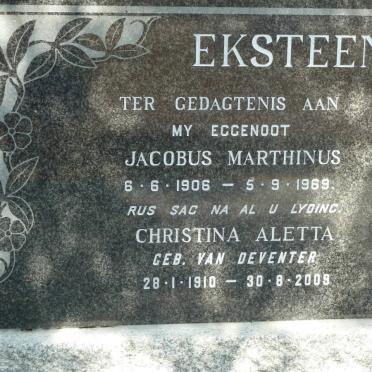 EKSTEEN
TER GEDAGTENIS AAN
MY EGGENOOT
JACOBUS MARTHINUS
6·6·1906 – 5·9·1969.
RUS SAG NA AL U LYDING.
CHRISTINA ALETTA
GEB. VAN DEVENTER
28·1·1910 – 30·8·2009